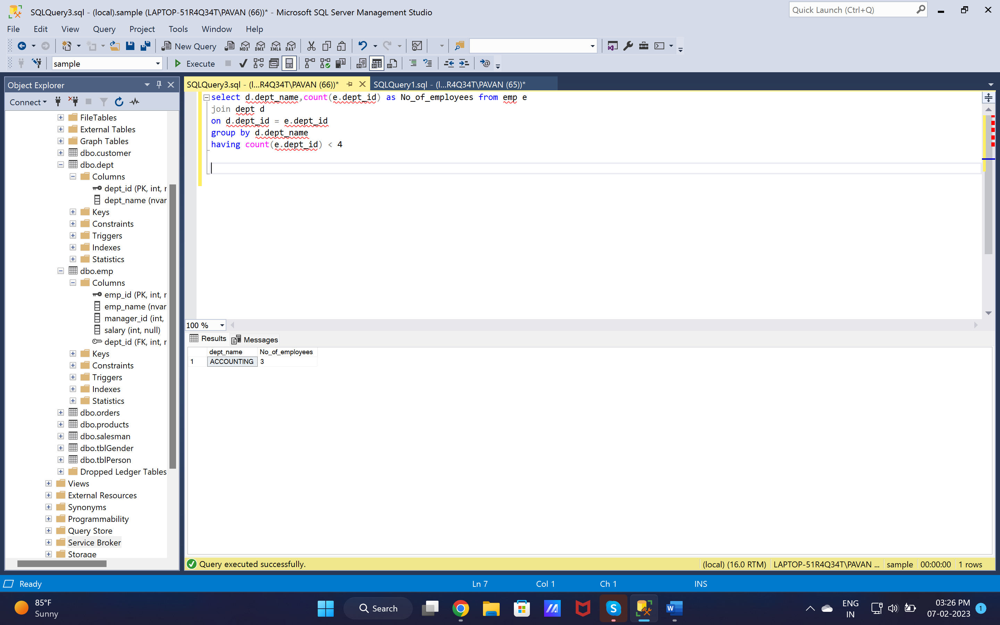 SQLQuery3.sql - (local).sample (LAPTOP-51R4Q34T\PAVAN (66))* - Microsoft SQL Server Management Studio
Quick Launch (Ctrl+Q)
File Edit View Query Project Tools Window Help
New Query MDX DMX XMLA DAX
sample Execute
Object Explorer
SQLQuery3.sql - (l...R4Q34T\PAVAN (66))* SQLQuery1.sql - (l...R4Q34T\PAVAN (65))*
Connect
FileTables
External Tables
Graph Tables
dbo.customer
dbo.dept
Columns
dept_id (PK, int, r
dept_name (nvar
Keys
Constraints
Triggers
Indexes
Statistics
dbo.emp
Columns
emp_id (PK, int, r
emp_name (nvar
manager_id (int,
salary (int, null)
dept_id (FK, int, r
Keys
Constraints
Triggers
Indexes
Statistics
dbo.orders
dbo.products
dbo.salesman
dbo.tblGender
dbo.tblPerson
Dropped Ledger Tables
Views
External Resources
Synonyms
Programmability
Query Store
Service Broker
Storage
select d.dept_name,count(e.dept_id) as No_of_employees from emp e
join dept d
on d.dept_id = e.dept_id
group by d.dept_name
having count(e.dept_id) < 4
100 %
Results Messages
dept_name No_of_employees
1 ACCOUNTING 3
Query executed successfully. (local) (16.0 RTM) LAPTOP-51R4Q34T\PAVAN ... sample 00:00:00 1 rows
Ready Ln 7 Col 1 Ch 1 INS
85°F
Sunny
Search
ENG
IN
03:26 PM
07-02-2023
1